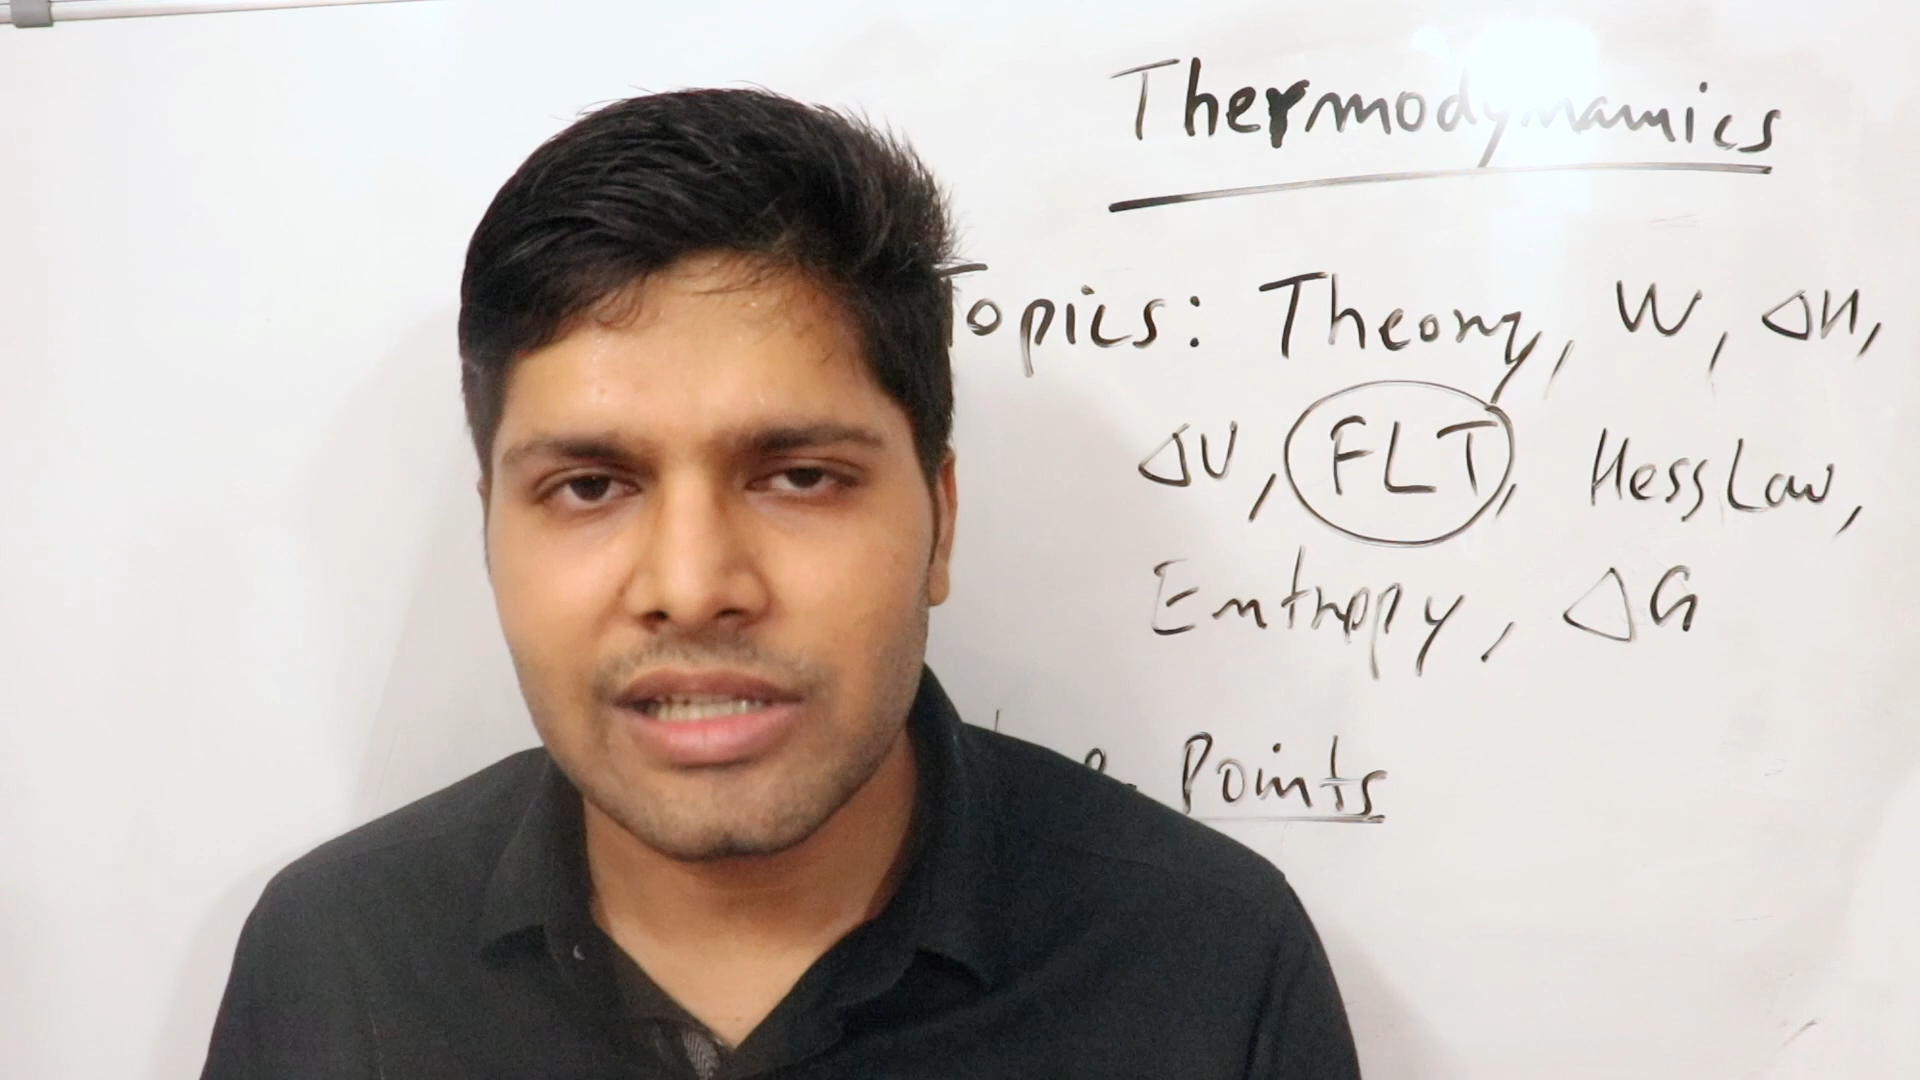 Thermodynamics
Topics: Theory, W, ΔH,
ΔU, FLT, Hess Law,
Entropy, ΔG
Points